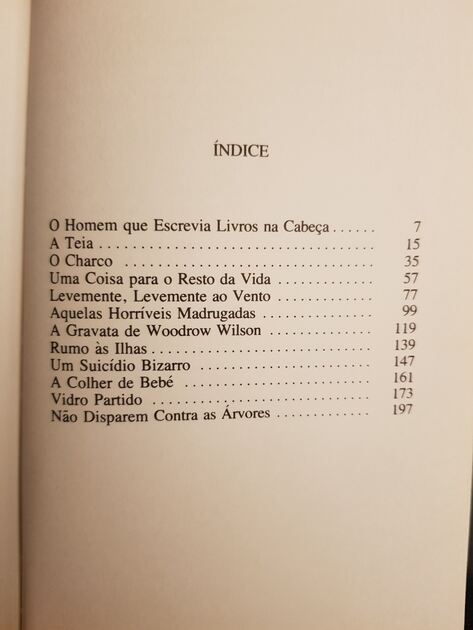 ÍNDICE
O Homem que Escrevia Livros na Cabeça ...... 7
A Teia ................................ 15
O Charco ............................. 35
Uma Coisa para o Resto da Vida ............ 57
Levemente, Levemente ao Vento ............ 77
Aquelas Horríveis Madrugadas ............ 99
A Gravata de Woodrow Wilson ............ 119
Rumo às Ilhas .......................... 139
Um Suicídio Bizarro ..................... 147
A Colher de Bebé ...................... 161
Vidro Partido .......................... 173
Não Disparem Contra as Árvores ............ 197